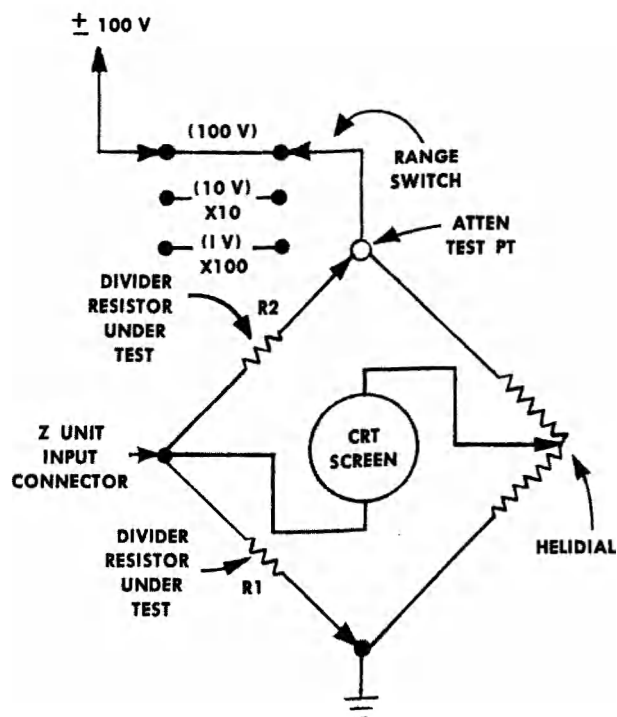 ± 100 V
(100 V)
RANGE
SWITCH
(10 V)
X10
ATTEN
TEST PT
(1 V)
X100
DIVIDER
RESISTOR
UNDER
TEST
R2
Z UNIT
INPUT
CONNECTOR
CRT
SCREEN
HELIDIAL
DIVIDER
RESISTOR
UNDER
TEST
R1